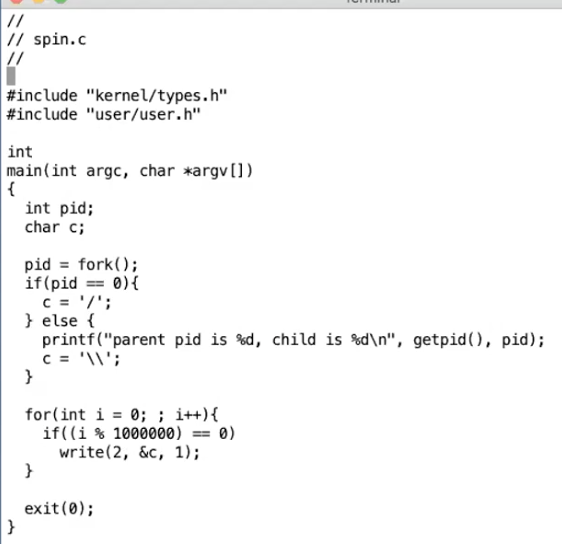 //
// spin.c
//
#include "kernel/types.h"
#include "user/user.h"
int
main(int argc, char *argv[])
{
int pid;
char c;
pid = fork();
if(pid == 0){
c = '/';
} else {
printf("parent pid is %d, child is %d\n", getpid(), pid);
c = '\\';
}
for(int i = 0; ; i++){
if((i % 1000000) == 0)
write(2, &c, 1);
}
exit(0);
}